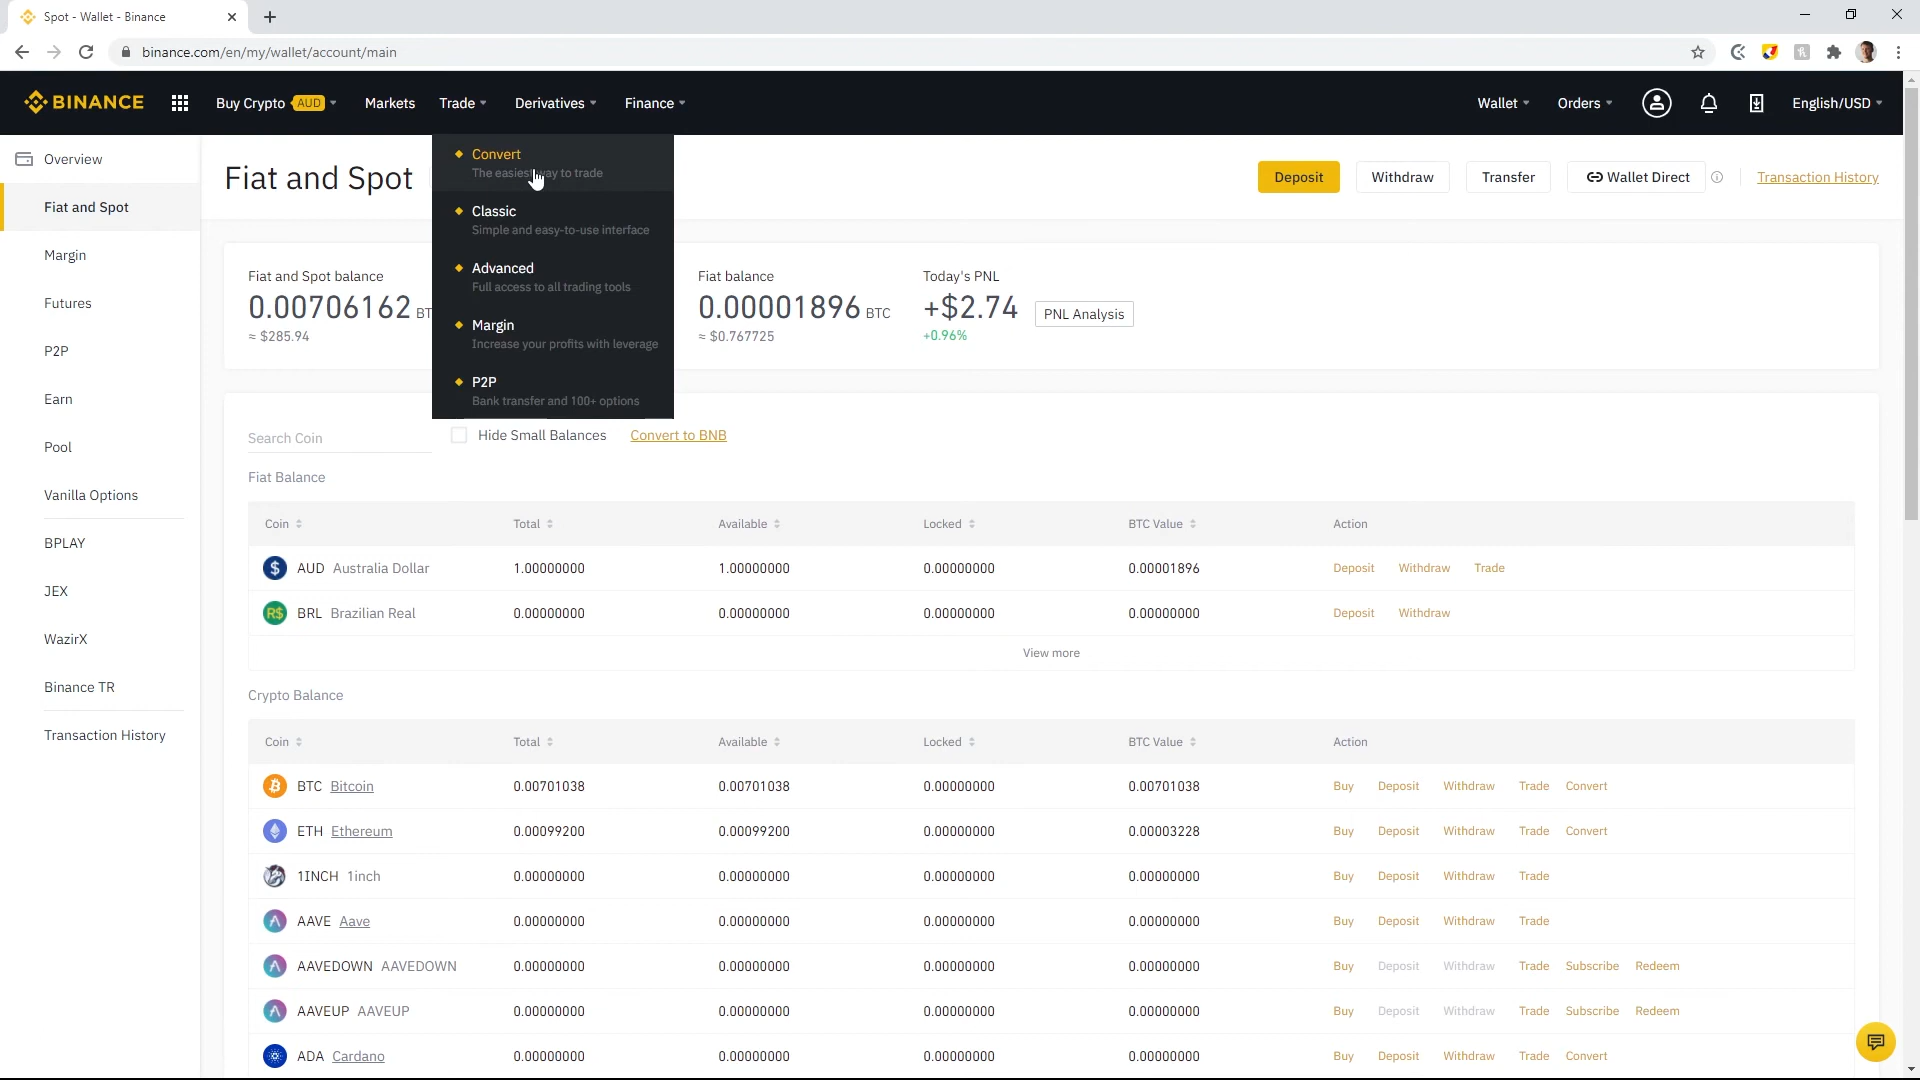 Spot - Wallet - Binance
binance.com/en/my/wallet/account/main
BINANCE
Buy Crypto AUD
Markets
Trade
Derivatives
Finance
Wallet
Orders
English/USD
Overview
Fiat and Spot
Margin
Futures
P2P
Earn
Pool
Vanilla Options
BPLAY
JEX
WazirX
Binance TR
Transaction History
Fiat and Spot
Convert
The easiest way to trade
Classic
Simple and easy-to-use interface
Advanced
Full access to all trading tools
Margin
Increase your profits with leverage
P2P
Bank transfer and 100+ options
Deposit
Withdraw
Transfer
Wallet Direct
Transaction History
Fiat and Spot balance
0.00706162
≈ $285.94
Fiat balance
0.00001896 BTC
≈ $0.767725
Today's PNL
+$2.74
+0.96%
PNL Analysis
Search Coin
Hide Small Balances
Convert to BNB
Fiat Balance
Coin Total Available Locked BTC Value Action
AUD Australia Dollar 1.00000000 1.00000000 0.00000000 0.00001896 Deposit Withdraw Trade
R$ BRL Brazilian Real 0.00000000 0.00000000 0.00000000 0.00000000 Deposit Withdraw
View more
Crypto Balance
Coin Total Available Locked BTC Value Action
BTC Bitcoin 0.00701038 0.00701038 0.00000000 0.00701038 Buy Deposit Withdraw Trade Convert
ETH Ethereum 0.00099200 0.00099200 0.00000000 0.00003228 Buy Deposit Withdraw Trade Convert
1INCH 1inch 0.00000000 0.00000000 0.00000000 0.00000000 Buy Deposit Withdraw Trade
AAVE Aave 0.00000000 0.00000000 0.00000000 0.00000000 Buy Deposit Withdraw Trade
AAVEDOWN AAVEDOWN 0.00000000 0.00000000 0.00000000 0.00000000 Buy Deposit Withdraw Trade Subscribe Redeem
AAVEUP AAVEUP 0.00000000 0.00000000 0.00000000 0.00000000 Buy Deposit Withdraw Trade Subscribe Redeem
ADA Cardano 0.00000000 0.00000000 0.00000000 0.00000000 Buy Deposit Withdraw Trade Convert